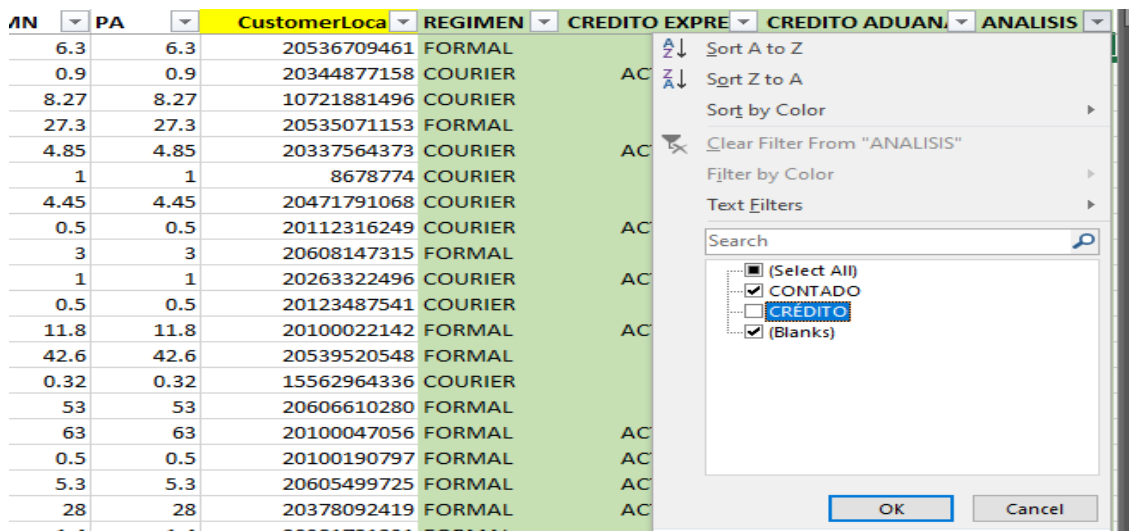 MN PA CustomerLoca REGIMEN CREDITO EXPRE CREDITO ADUAN ANALISIS
6.3 6.3 20536709461 FORMAL
0.9 0.9 20344877158 COURIER AC
8.27 8.27 10721881496 COURIER
27.3 27.3 20535071153 FORMAL
4.85 4.85 20337564373 COURIER AC
1 1 8678774 COURIER
4.45 4.45 20471791068 COURIER
0.5 0.5 20112316249 COURIER AC
3 3 20608147315 FORMAL
1 1 20263322496 COURIER AC
0.5 0.5 20123487541 COURIER
11.8 11.8 20100022142 FORMAL AC
42.6 42.6 20539520548 FORMAL
0.32 0.32 15562964336 COURIER
53 53 20606610280 FORMAL
63 63 20100047056 FORMAL AC
0.5 0.5 20100190797 FORMAL AC
5.3 5.3 20605499725 FORMAL AC
28 28 20378092419 FORMAL AC
Sort A to Z
Sort Z to A
Sort by Color
Clear Filter From "ANALISIS"
Filter by Color
Text Filters
Search
(Select All)
CONTADO
CRÉDITO
(Blanks)
OK Cancel